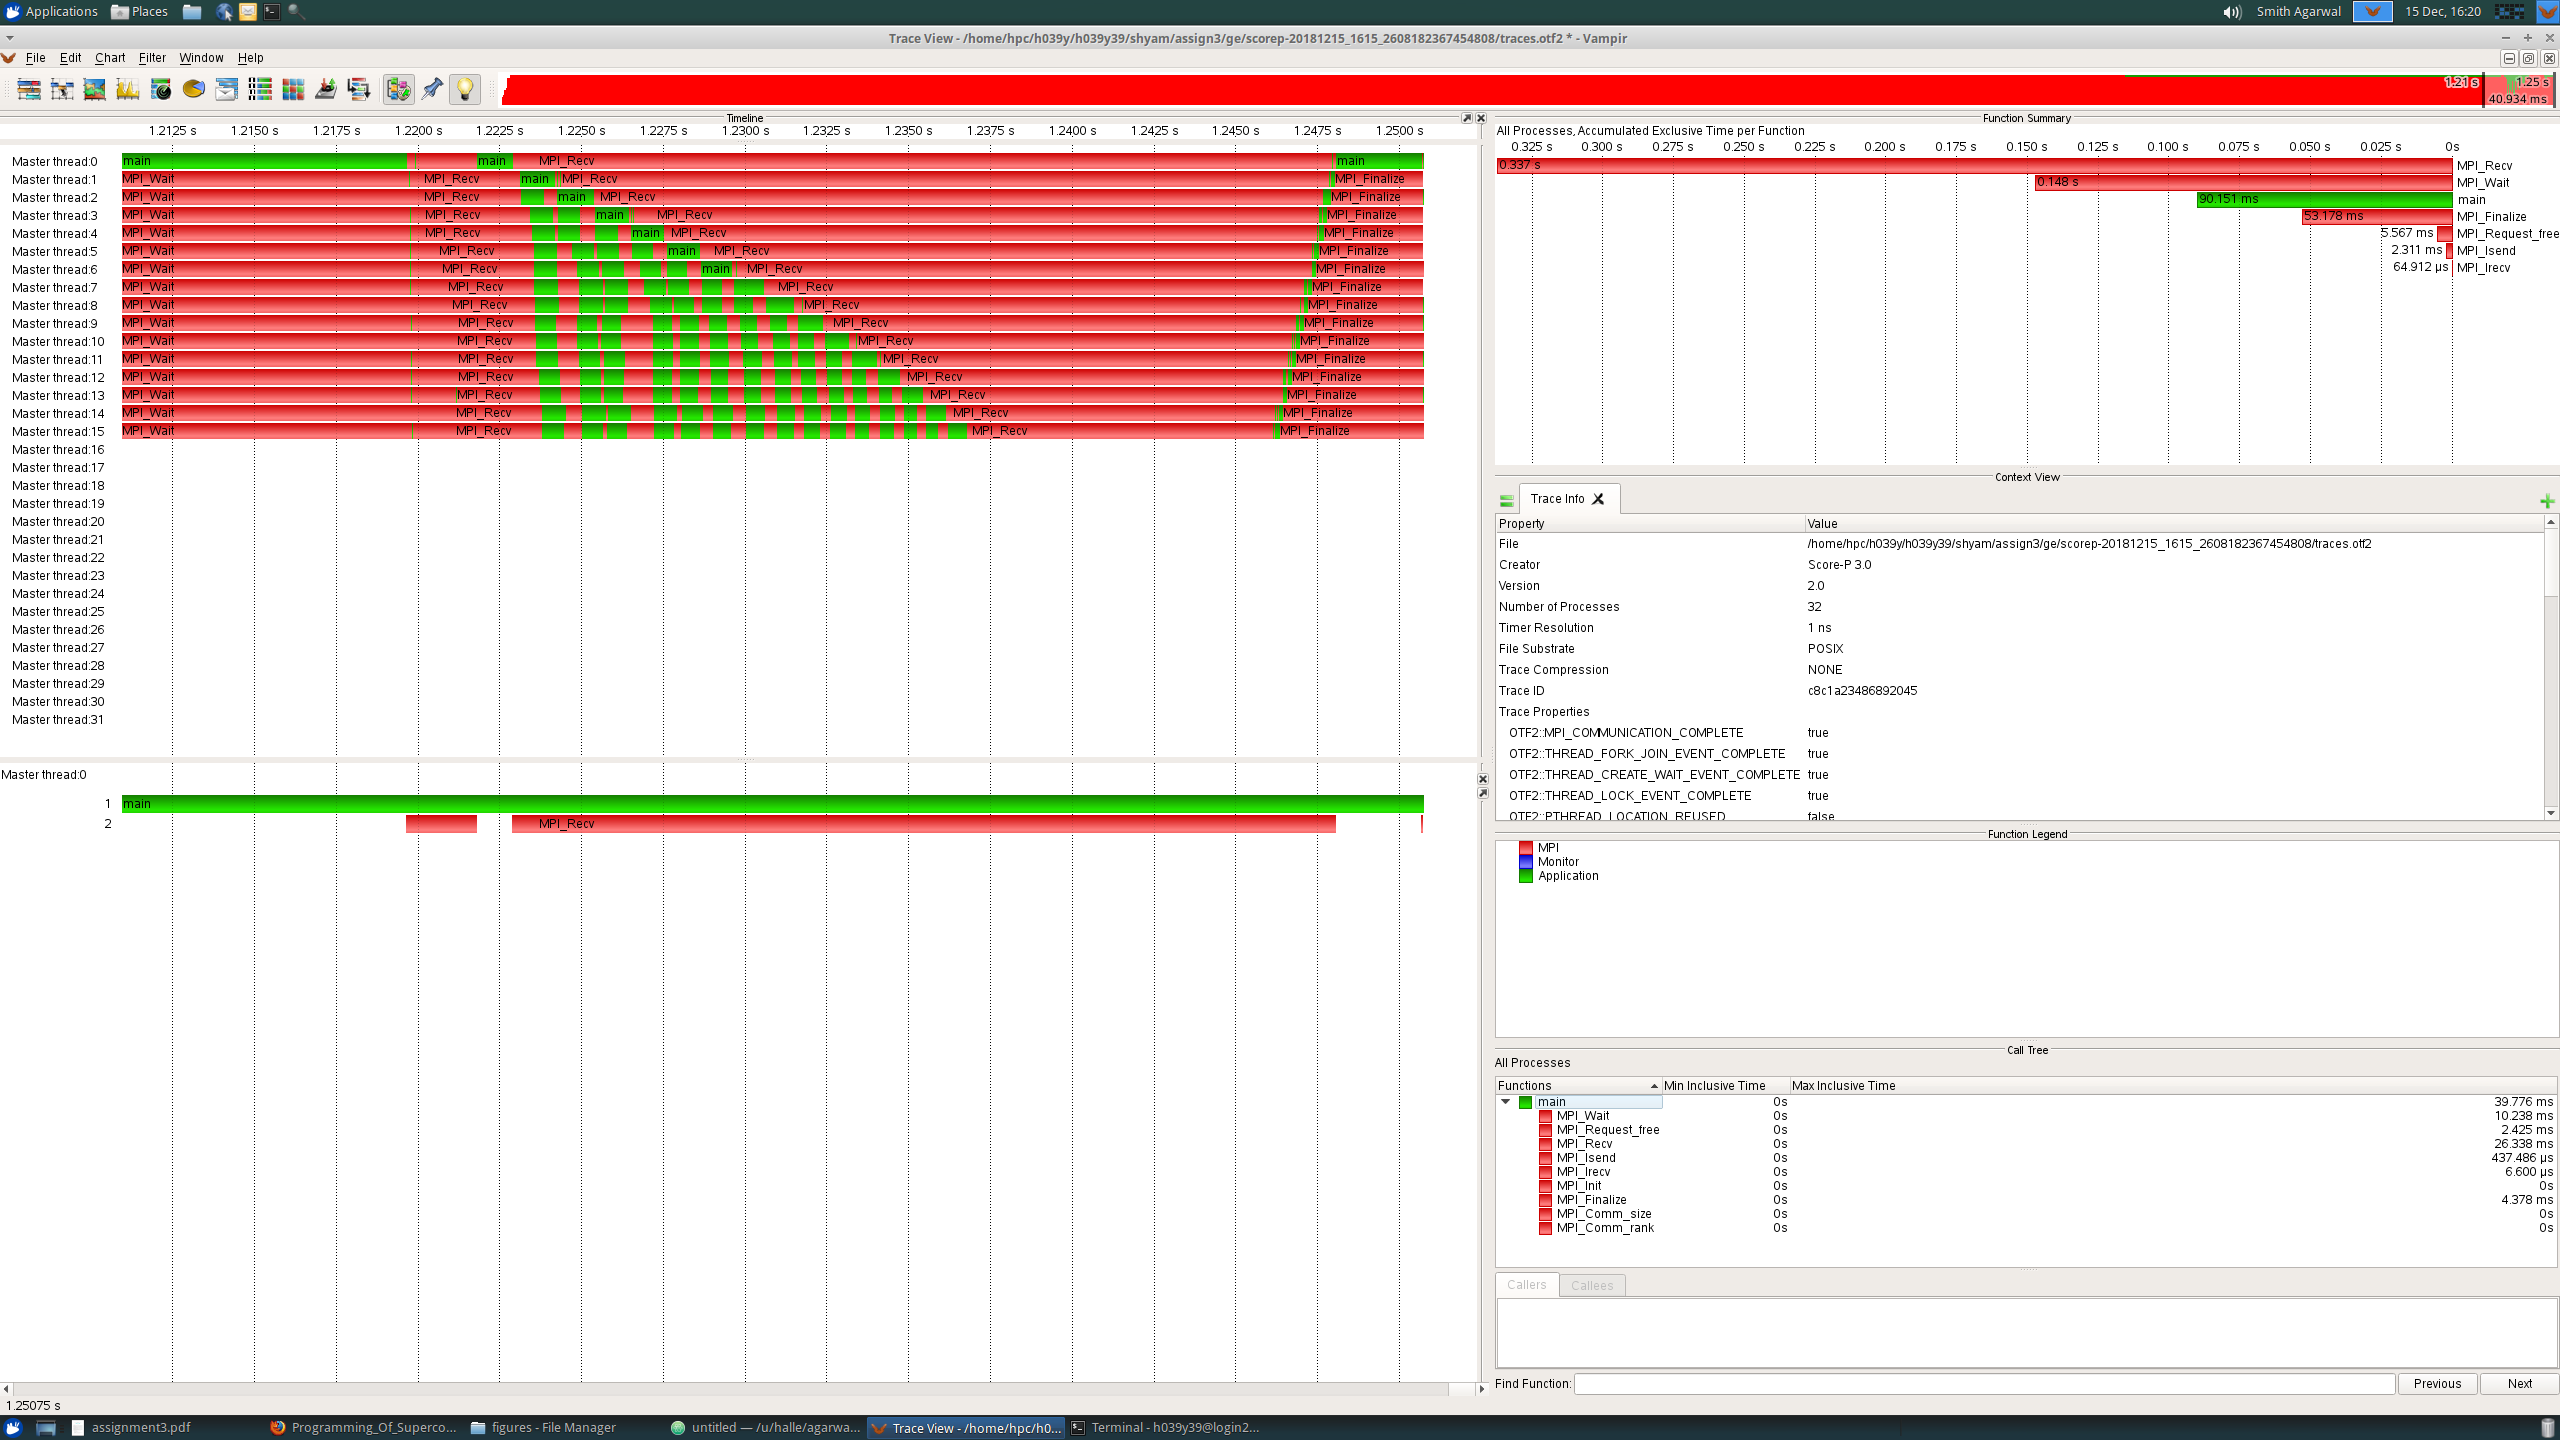 Applications Places Smith Agarwal 15 Dec, 16:20
Trace View - /home/hpc/h039y/h039y39/shyam/assign3/ge/scorep-20181215_1615_2608182367454808/traces.otf2 * - Vampir
File Edit Chart Filter Window Help
1.21 s 1.25 s
40.934 ms
Timeline
1.2125 s 1.2150 s 1.2175 s 1.2200 s 1.2225 s 1.2250 s 1.2275 s 1.2300 s 1.2325 s 1.2350 s 1.2375 s 1.2400 s 1.2425 s 1.2450 s 1.2475 s 1.2500 s
Master thread:0 main main MPI_Recv main
Master thread:1 MPI_Wait MPI_Recv main MPI_Recv MPI_Finalize
Master thread:2 MPI_Wait MPI_Recv main MPI_Recv MPI_Finalize
Master thread:3 MPI_Wait MPI_Recv main MPI_Recv MPI_Finalize
Master thread:4 MPI_Wait MPI_Recv main MPI_Recv MPI_Finalize
Master thread:5 MPI_Wait MPI_Recv main MPI_Recv MPI_Finalize
Master thread:6 MPI_Wait MPI_Recv main MPI_Recv MPI_Finalize
Master thread:7 MPI_Wait MPI_Recv MPI_Recv MPI_Finalize
Master thread:8 MPI_Wait MPI_Recv MPI_Recv MPI_Finalize
Master thread:9 MPI_Wait MPI_Recv MPI_Recv MPI_Finalize
Master thread:10 MPI_Wait MPI_Recv MPI_Recv MPI_Finalize
Master thread:11 MPI_Wait MPI_Recv MPI_Recv MPI_Finalize
Master thread:12 MPI_Wait MPI_Recv MPI_Recv MPI_Finalize
Master thread:13 MPI_Wait MPI_Recv MPI_Recv MPI_Finalize
Master thread:14 MPI_Wait MPI_Recv MPI_Recv MPI_Finalize
Master thread:15 MPI_Wait MPI_Recv MPI_Recv MPI_Finalize
Master thread:16
Master thread:17
Master thread:18
Master thread:19
Master thread:20
Master thread:21
Master thread:22
Master thread:23
Master thread:24
Master thread:25
Master thread:26
Master thread:27
Master thread:28
Master thread:29
Master thread:30
Master thread:31
Master thread:0
1 main
2 MPI_Recv
1.25075 s
Function Summary
All Processes, Accumulated Exclusive Time per Function
0.325 s 0.300 s 0.275 s 0.250 s 0.225 s 0.200 s 0.175 s 0.150 s 0.125 s 0.100 s 0.075 s 0.050 s 0.025 s 0s
0.337 s MPI_Recv
0.148 s MPI_Wait
90.151 ms main
53.178 ms MPI_Finalize
5.567 ms MPI_Request_free
2.311 ms MPI_Isend
64.912 µs MPI_Irecv
Context View
Trace Info
Property Value
File /home/hpc/h039y/h039y39/shyam/assign3/ge/scorep-20181215_1615_2608182367454808/traces.otf2
Creator Score-P 3.0
Version 2.0
Number of Processes 32
Timer Resolution 1 ns
File Substrate POSIX
Trace Compression NONE
Trace ID c8c1a23486892045
Trace Properties
OTF2::MPI_COMMUNICATION_COMPLETE true
OTF2::THREAD_FORK_JOIN_EVENT_COMPLETE true
OTF2::THREAD_CREATE_WAIT_EVENT_COMPLETE true
OTF2::THREAD_LOCK_EVENT_COMPLETE true
OTF2::PTHREAD_LOCATION_REUSED false
Function Legend
MPI
Monitor
Application
Call Tree
All Processes
Functions Min Inclusive Time Max Inclusive Time
main 0s 39.776 ms
MPI_Wait 0s 10.238 ms
MPI_Request_free 0s 2.425 ms
MPI_Recv 0s 26.338 ms
MPI_Isend 0s 437.486 µs
MPI_Irecv 0s 6.600 µs
MPI_Init 0s 0s
MPI_Finalize 0s 4.378 ms
MPI_Comm_size 0s 0s
MPI_Comm_rank 0s 0s
Callers Callees
Find Function: Previous Next
assignment3.pdf Programming_Of_Superco... figures - File Manager untitled — /u/halle/agarwa... Trace View - /home/hpc/h0... Terminal - h039y39@login2...